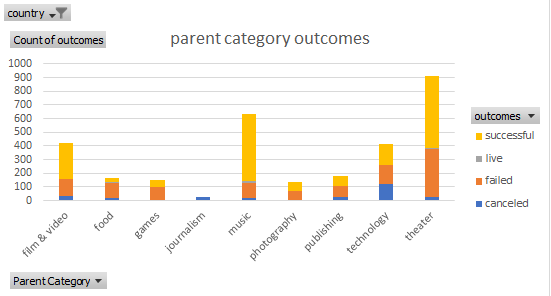 country
Count of outcomes
parent category outcomes
1000
900
800
700
600
500
400
300
200
100
0
film & video
food
games
journalism
music
photography
publishing
technology
theater
outcomes
successful
live
failed
canceled
Parent Category